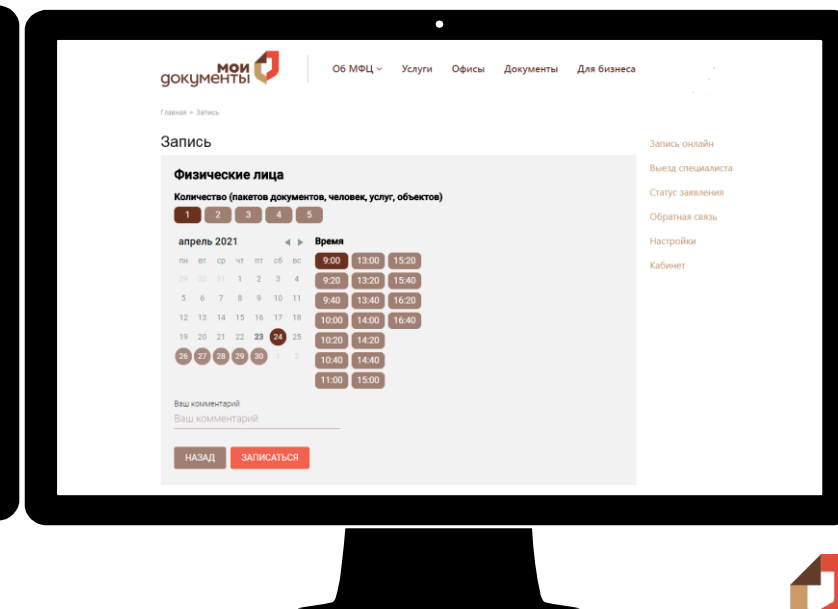 мои
документы
Об МФЦ Услуги Офисы Документы Для бизнеса
Главная » Запись
Запись
Физические лица
Количество (пакетов документов, человек, услуг, объектов)
1 2 3 4 5
апрель 2021
пн вт ср чт пт сб вс
29 30 31 1 2 3 4
5 6 7 8 9 10 11
12 13 14 15 16 17 18
19 20 21 22 23 24 25
26 27 28 29 30 1 2
Время
9:00 13:00 15:20
9:20 13:20 15:40
9:40 13:40 16:20
10:00 14:00 16:40
10:20 14:20
10:40 14:40
11:00 15:00
Ваш комментарий
Ваш комментарий
НАЗАД ЗАПИСАТЬСЯ
Запись онлайн
Выезд специалиста
Статус заявления
Обратная связь
Настройки
Кабинет